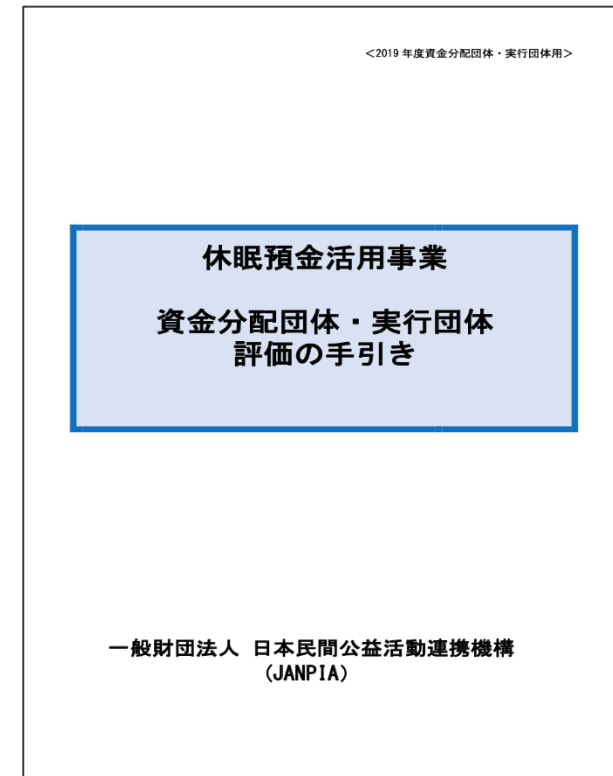 ＜2019 年度資金分配団体・実行団体用＞
休眠預金活用事業
資金分配団体・実行団体
評価の手引き
一般財団法人 日本民間公益活動連携機構
(JANPIA)